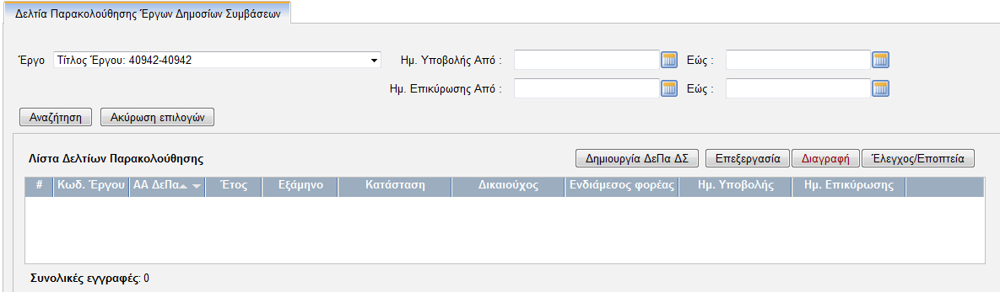 Δελτία Παρακολούθησης Έργων Δημοσίων Συμβάσεων
Έργο Τίτλος Έργου: 40942-40942 Ημ. Υποβολής Από : Εώς :
Ημ. Επικύρωσης Από : Εώς :
Αναζήτηση Ακύρωση επιλογών
Λίστα Δελτίων Παρακολούθησης Δημιουργία ΔεΠα ΔΣ Επεξεργασία Διαγραφή Έλεγχος/Εποπτεία
# Κωδ. Έργου ΑΑ ΔεΠα Έτος Εξάμηνο Κατάσταση Δικαιούχος Ενδιάμεσος φορέας Ημ. Υποβολής Ημ. Επικύρωσης
Συνολικές εγγραφές: 0